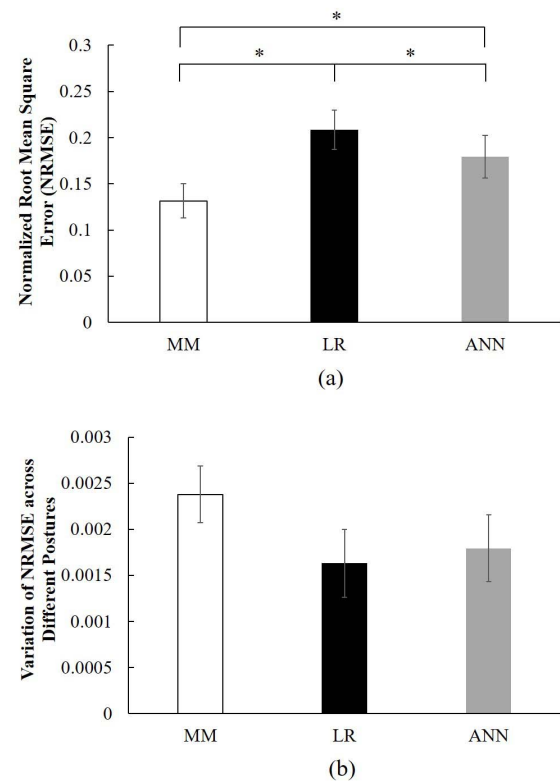 *
*
*
0.3
0.25
0.2
0.15
0.1
0.05
0
Normalized Root Mean Square
Error (NRMSE)
MM
LR
ANN
(a)
0.003
0.0025
0.002
0.0015
0.001
0.0005
0
Variation of NRMSE across
Different Postures
MM
LR
ANN
(b)